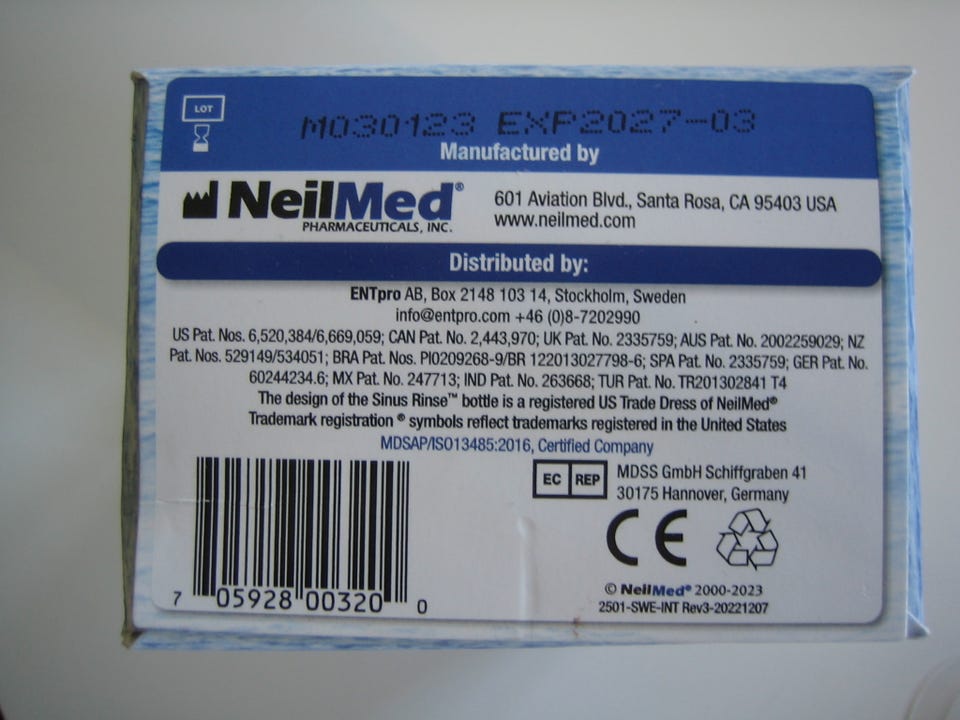 LOT
M030123 EXP2027-03
Manufactured by
NeilMed®
PHARMACEUTICALS, INC.
601 Aviation Blvd., Santa Rosa, CA 95403 USA
www.neilmed.com
Distributed by:
ENTpro AB, Box 2148 103 14, Stockholm, Sweden
info@entpro.com +46 (0)8-7202990
US Pat. Nos. 6,520,384/6,669,059; CAN Pat. No. 2,443,970; UK Pat. No. 2335759; AUS Pat. No. 2002259029; NZ
Pat. Nos. 529149/534051; BRA Pat. Nos. PI0209268-9/BR 122013027798-6; SPA Pat. No. 2335759; GER Pat. No.
60244234.6; MX Pat. No. 247713; IND Pat. No. 263668; TUR Pat. No. TR201302841 T4
The design of the Sinus Rinse™ bottle is a registered US Trade Dress of NeilMed®
Trademark registration ® symbols reflect trademarks registered in the United States
MDSAP/ISO13485:2016, Certified Company
EC REP
MDSS GmbH Schiffgraben 41
30175 Hannover, Germany
CE
7 05928 00320 0
© NeilMed® 2000-2023
2501-SWE-INT Rev3-20221207